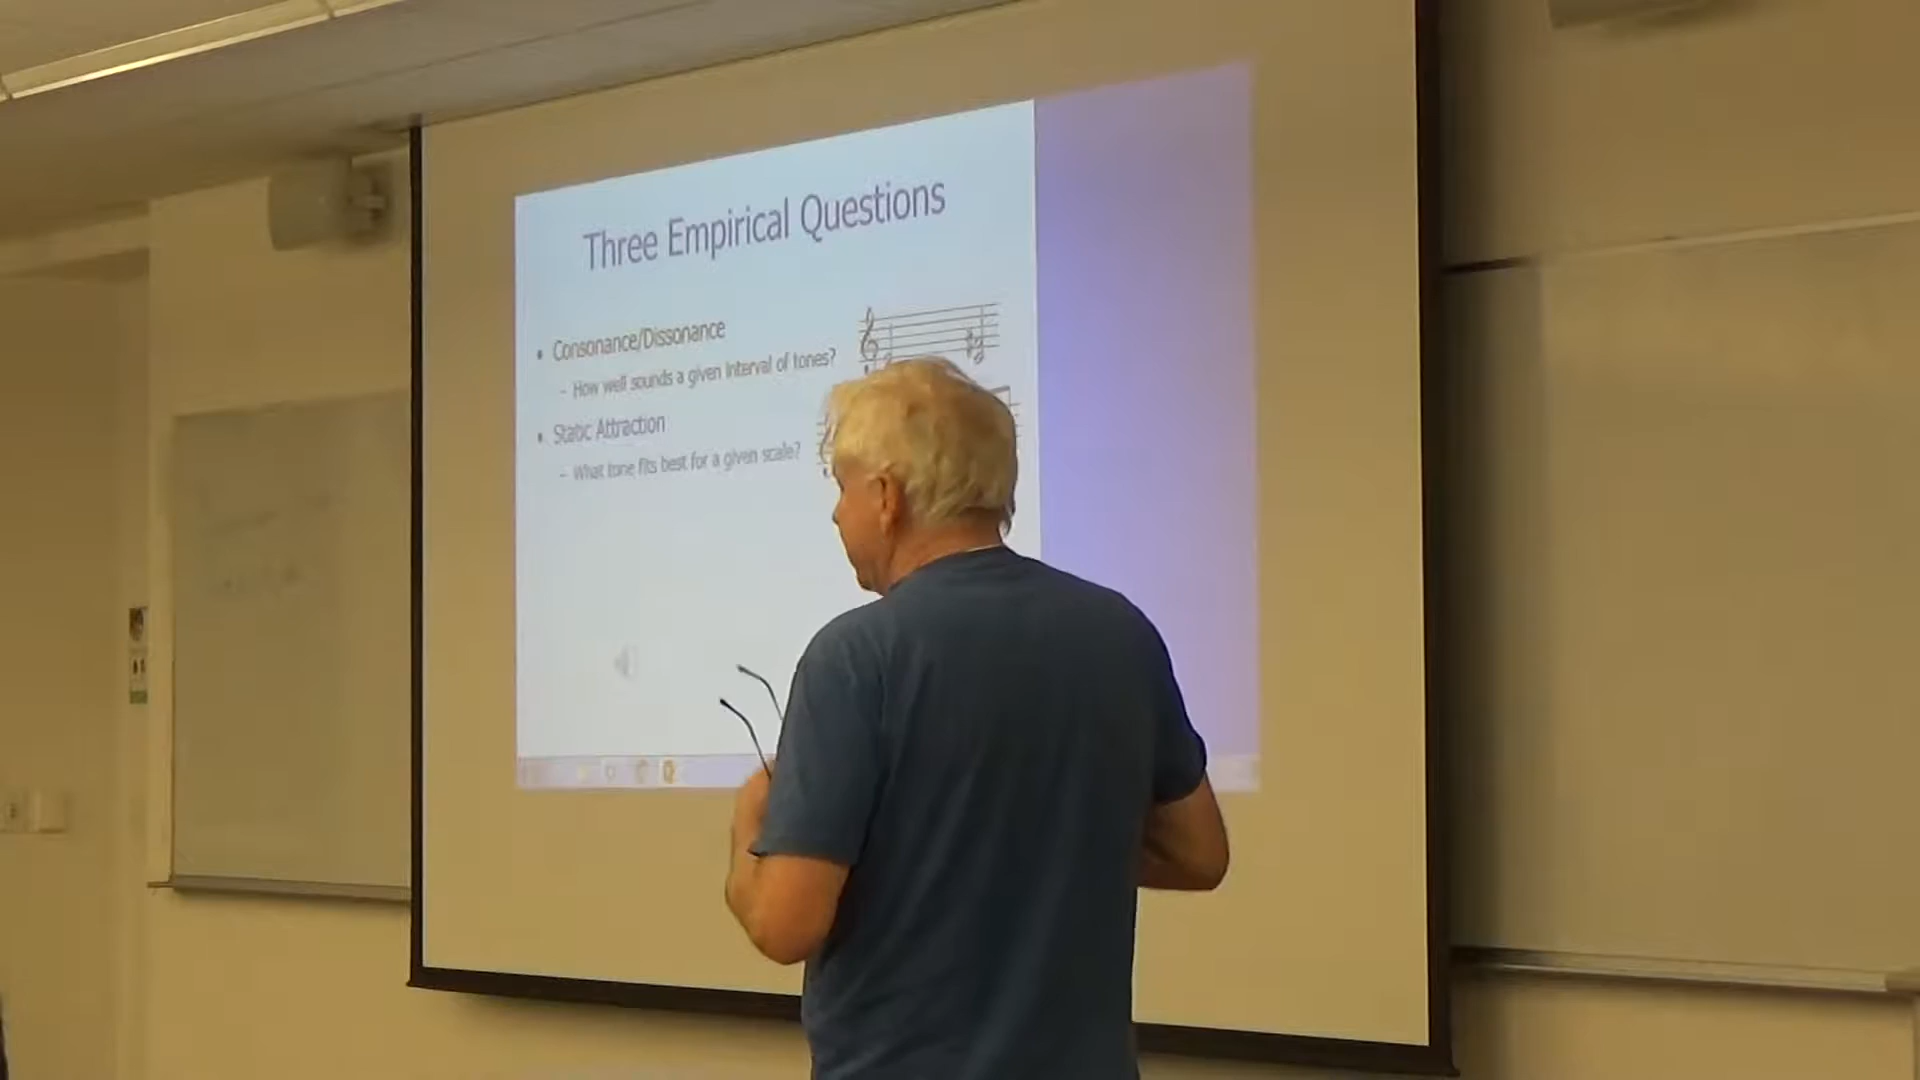 Three Empirical Questions
• Consonance/Dissonance
– How well sounds a given interval of tones?
• Static Attraction
– What tone fits best for a given scale?